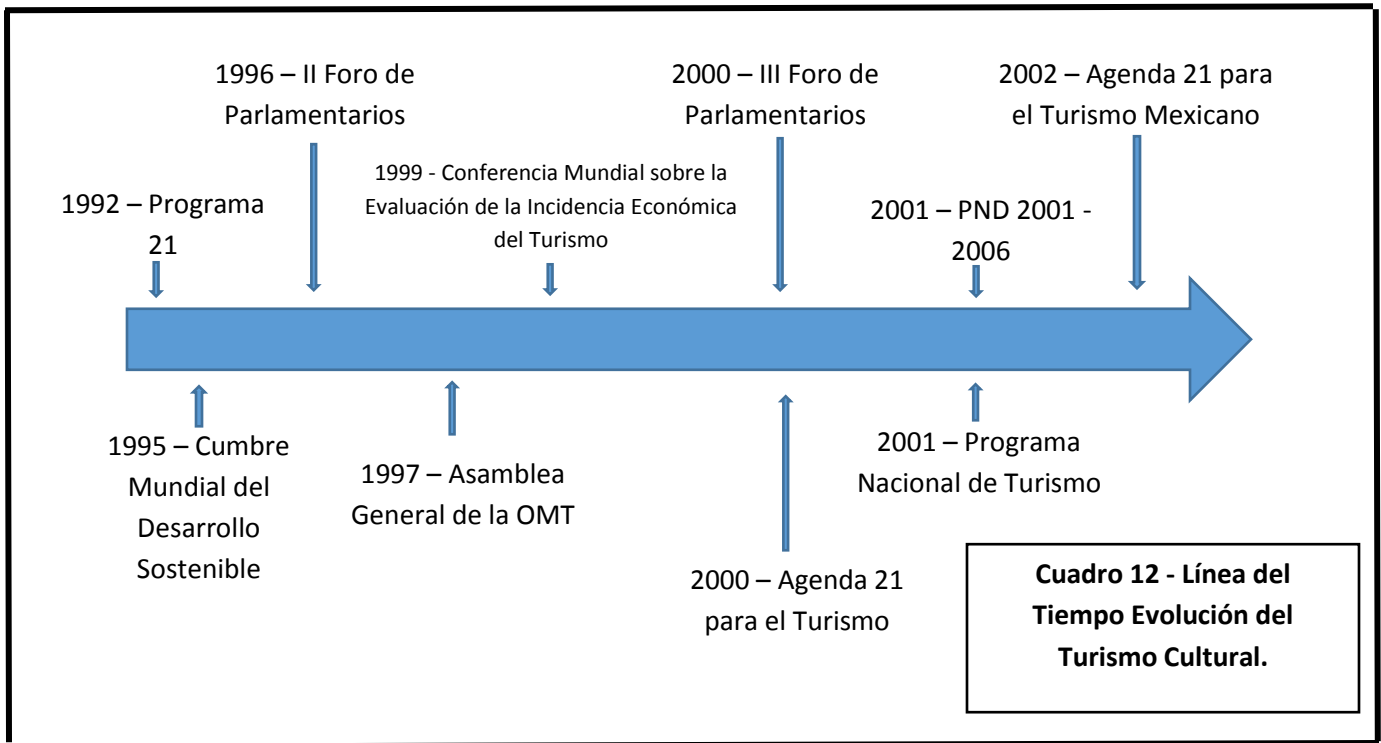 1996 – II Foro de
Parlamentarios
2000 – III Foro de
Parlamentarios
2002 – Agenda 21 para
el Turismo Mexicano
1999 - Conferencia Mundial sobre la
Evaluación de la Incidencia Económica
del Turismo
1992 – Programa
21
2001 – PND 2001 -
2006
1995 – Cumbre
Mundial del
Desarrollo
Sostenible
1997 – Asamblea
General de la OMT
2001 – Programa
Nacional de Turismo
2000 – Agenda 21
para el Turismo
Cuadro 12 - Línea del
Tiempo Evolución del
Turismo Cultural.